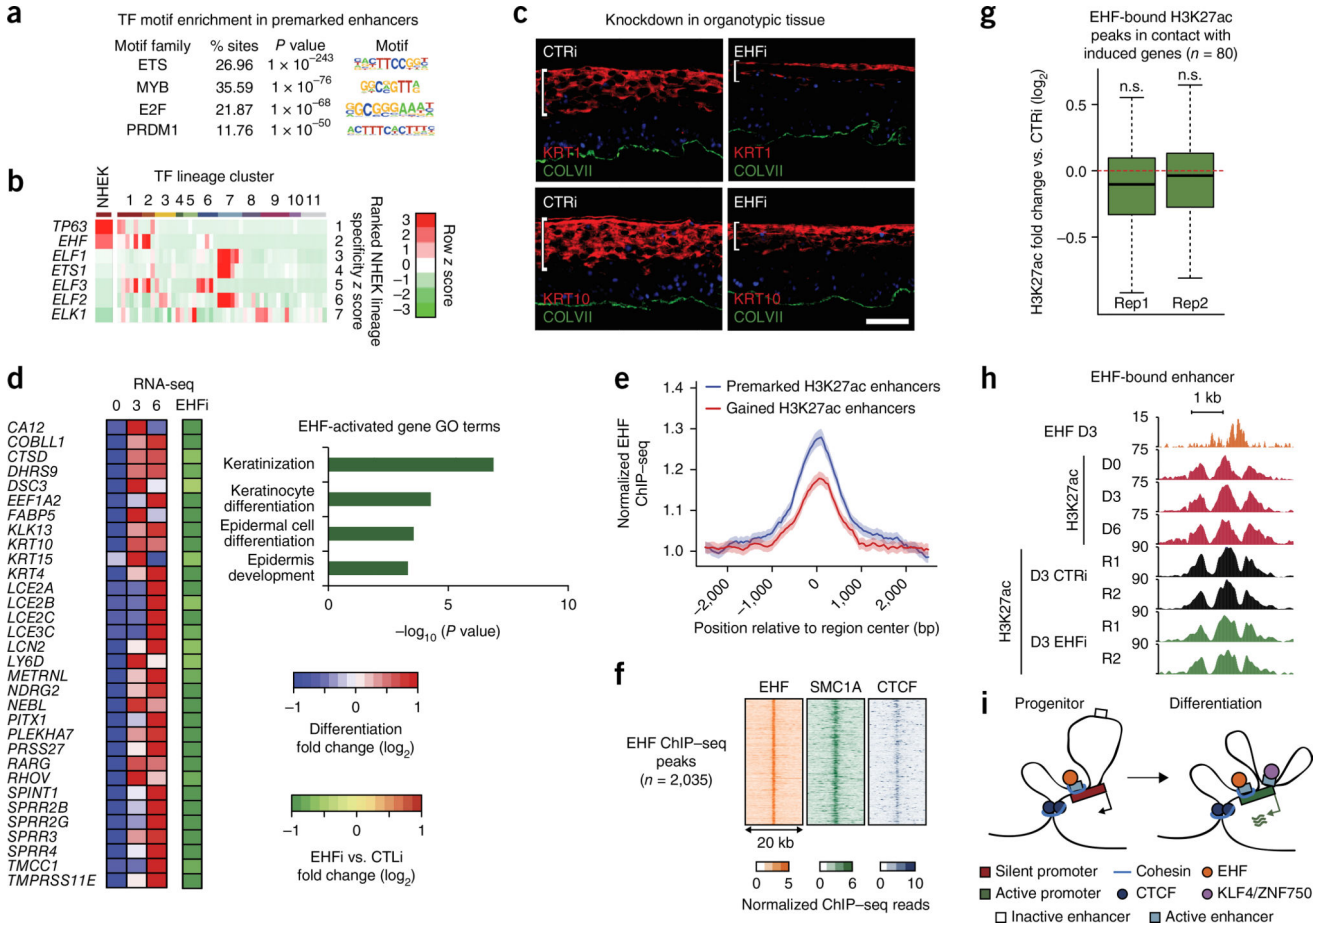 a
TF motif enrichment in premarked enhancers
Motif family % sites P value Motif
ETS 26.96 1 × 10−243
MYB 35.59 1 × 10−76
E2F 21.87 1 × 10−68
PRDM1 11.76 1 × 10−50
b
TF lineage cluster
NHEK
1 2 3 4 5 6 7 8 9 10 11
TP63 1
EHF 2
ELF1 3
ETS1 4
ELF3 5
ELF2 6
ELK1 7
Ranked NHEK lineage
specificity z score
3
2
1
0
−1
−2
−3
Row z score
c
Knockdown in organotypic tissue
CTRi
KRT1
COLVII
EHFi
KRT1
COLVII
CTRi
KRT10
COLVII
EHFi
KRT10
COLVII
d
RNA-seq
0 3 6 EHFi
CA12
COBLL1
CTSD
DHRS9
DSC3
EEF1A2
FABP5
KLK13
KRT10
KRT15
KRT4
LCE2A
LCE2B
LCE2C
LCE3C
LCN2
LY6D
METRNL
NDRG2
NEBL
PITX1
PLEKHA7
PRSS27
RARG
RHOV
SPINT1
SPRR2B
SPRR2G
SPRR3
SPRR4
TMCC1
TMPRSS11E
EHF-activated gene GO terms
Keratinization
Keratinocyte
differentiation
Epidermal cell
differentiation
Epidermis
development
0 5 10
−log10 (P value)
−1 0 1
Differentiation
fold change (log2)
−1 0 1
EHFi vs. CTLi
fold change (log2)
e
Normalized EHF
ChIP–seq
1.4
1.3
1.2
1.1
1.0
Premarked H3K27ac enhancers
Gained H3K27ac enhancers
−2,000 −1,000 0 1,000 2,000
Position relative to region center (bp)
f
EHF SMC1A CTCF
EHF ChIP–seq
peaks
(n = 2,035)
20 kb
0 5 0 6 0 10
Normalized ChIP–seq reads
g
EHF-bound H3K27ac
peaks in contact with
induced genes (n = 80)
H3K27ac fold change vs. CTRi (log2)
n.s. n.s.
0.5
0.0
−0.5
Rep1 Rep2
h
EHF-bound enhancer
1 kb
15
EHF D3
75
D0
75
D3
75
D6
H3K27ac
90
R1
90
R2
D3 CTRi
90
R1
90
R2
D3 EHFi
H3K27ac
i
Progenitor Differentiation
Silent promoter Cohesin EHF
Active promoter CTCF KLF4/ZNF750
Inactive enhancer Active enhancer